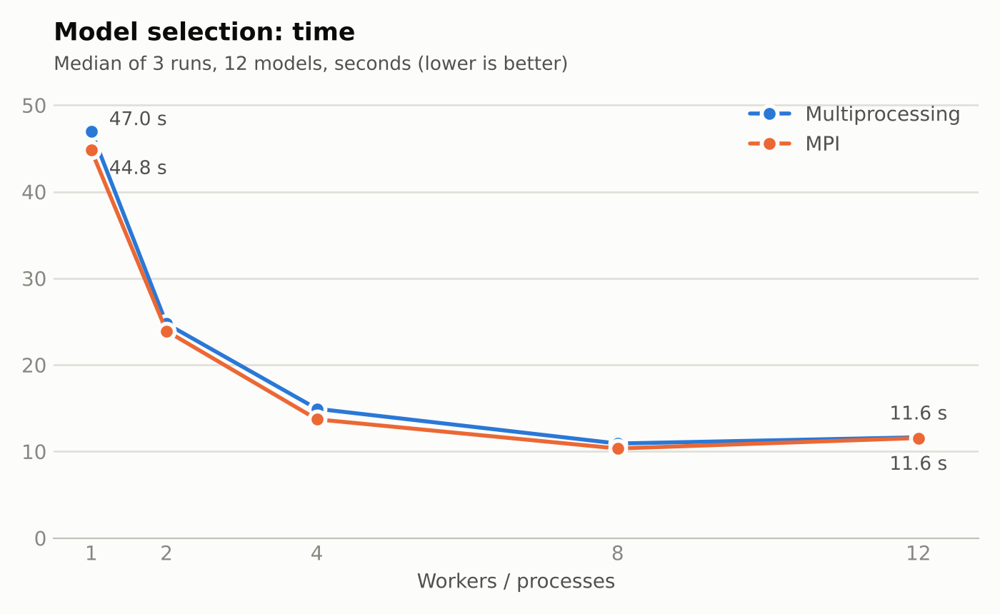 Model selection: time
Median of 3 runs, 12 models, seconds (lower is better)
50
47.0 s
Multiprocessing
MPI
44.8 s
40
30
20
11.6 s
10
11.6 s
0
1 2 4 8 12
Workers / processes